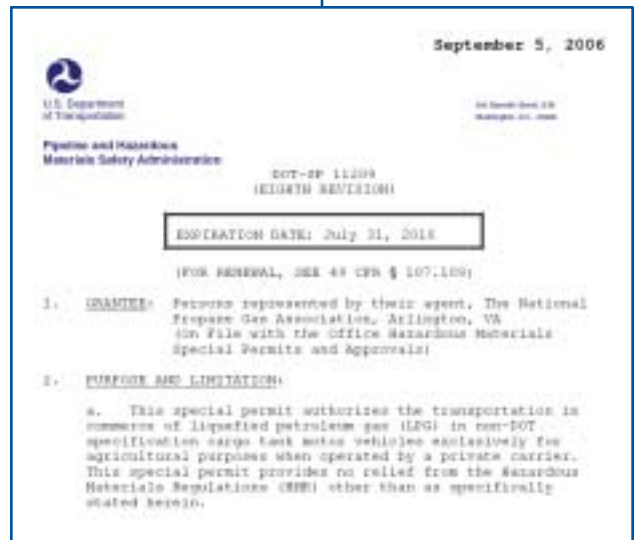 September 5, 2006
U.S. Department
of Transportation
Pipeline and Hazardous
Materials Safety Administration
DOT-SP 11209
(EIGHTH REVISION)
EXPIRATION DATE: July 31, 2010
(FOR RENEWAL, SEE 49 CFR § 107.109)
1. GRANTEE: Persons represented by their agent, The National
Propane Gas Association, Arlington, VA
(On File with the Office Hazardous Materials
Special Permits and Approvals)
2. PURPOSE AND LIMITATION:
a. This special permit authorizes the transportation in
commerce of liquefied petroleum gas (LPG) in non-DOT
specification cargo tank motor vehicles exclusively for
agricultural purposes when operated by a private carrier.
This special permit provides no relief from the Hazardous
Materials Regulations (HMR) other than as specifically
stated herein.